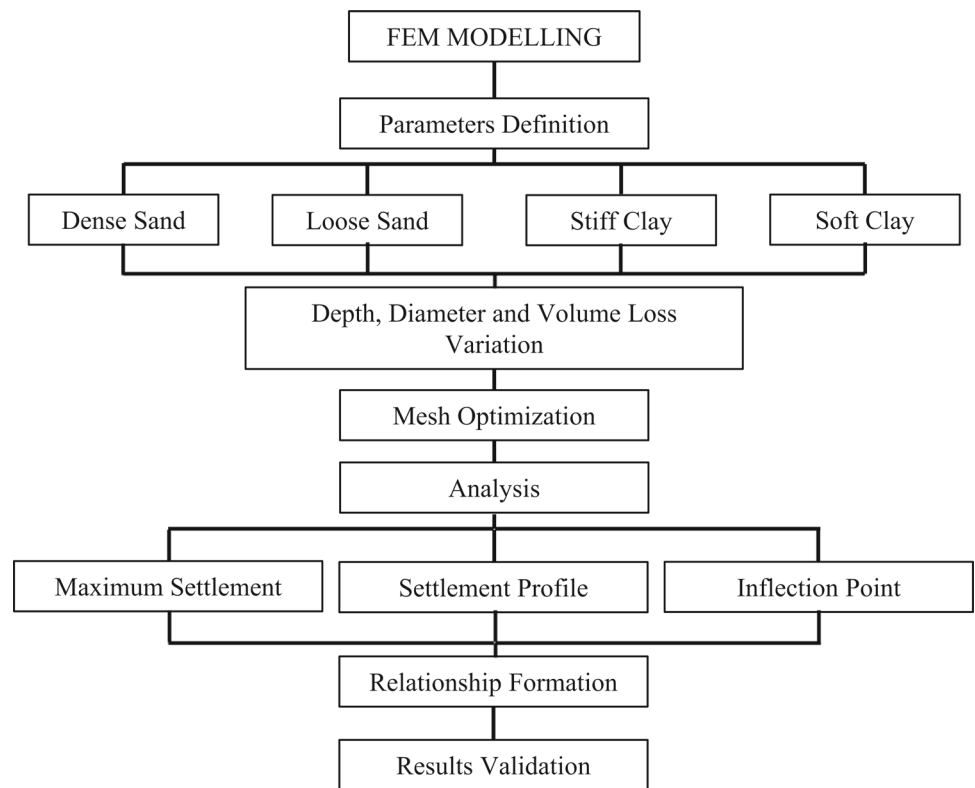 FEM MODELLING
Parameters Definition
Dense Sand
Loose Sand
Stiff Clay
Soft Clay
Depth, Diameter and Volume Loss
Variation
Mesh Optimization
Analysis
Maximum Settlement
Settlement Profile
Inflection Point
Relationship Formation
Results Validation